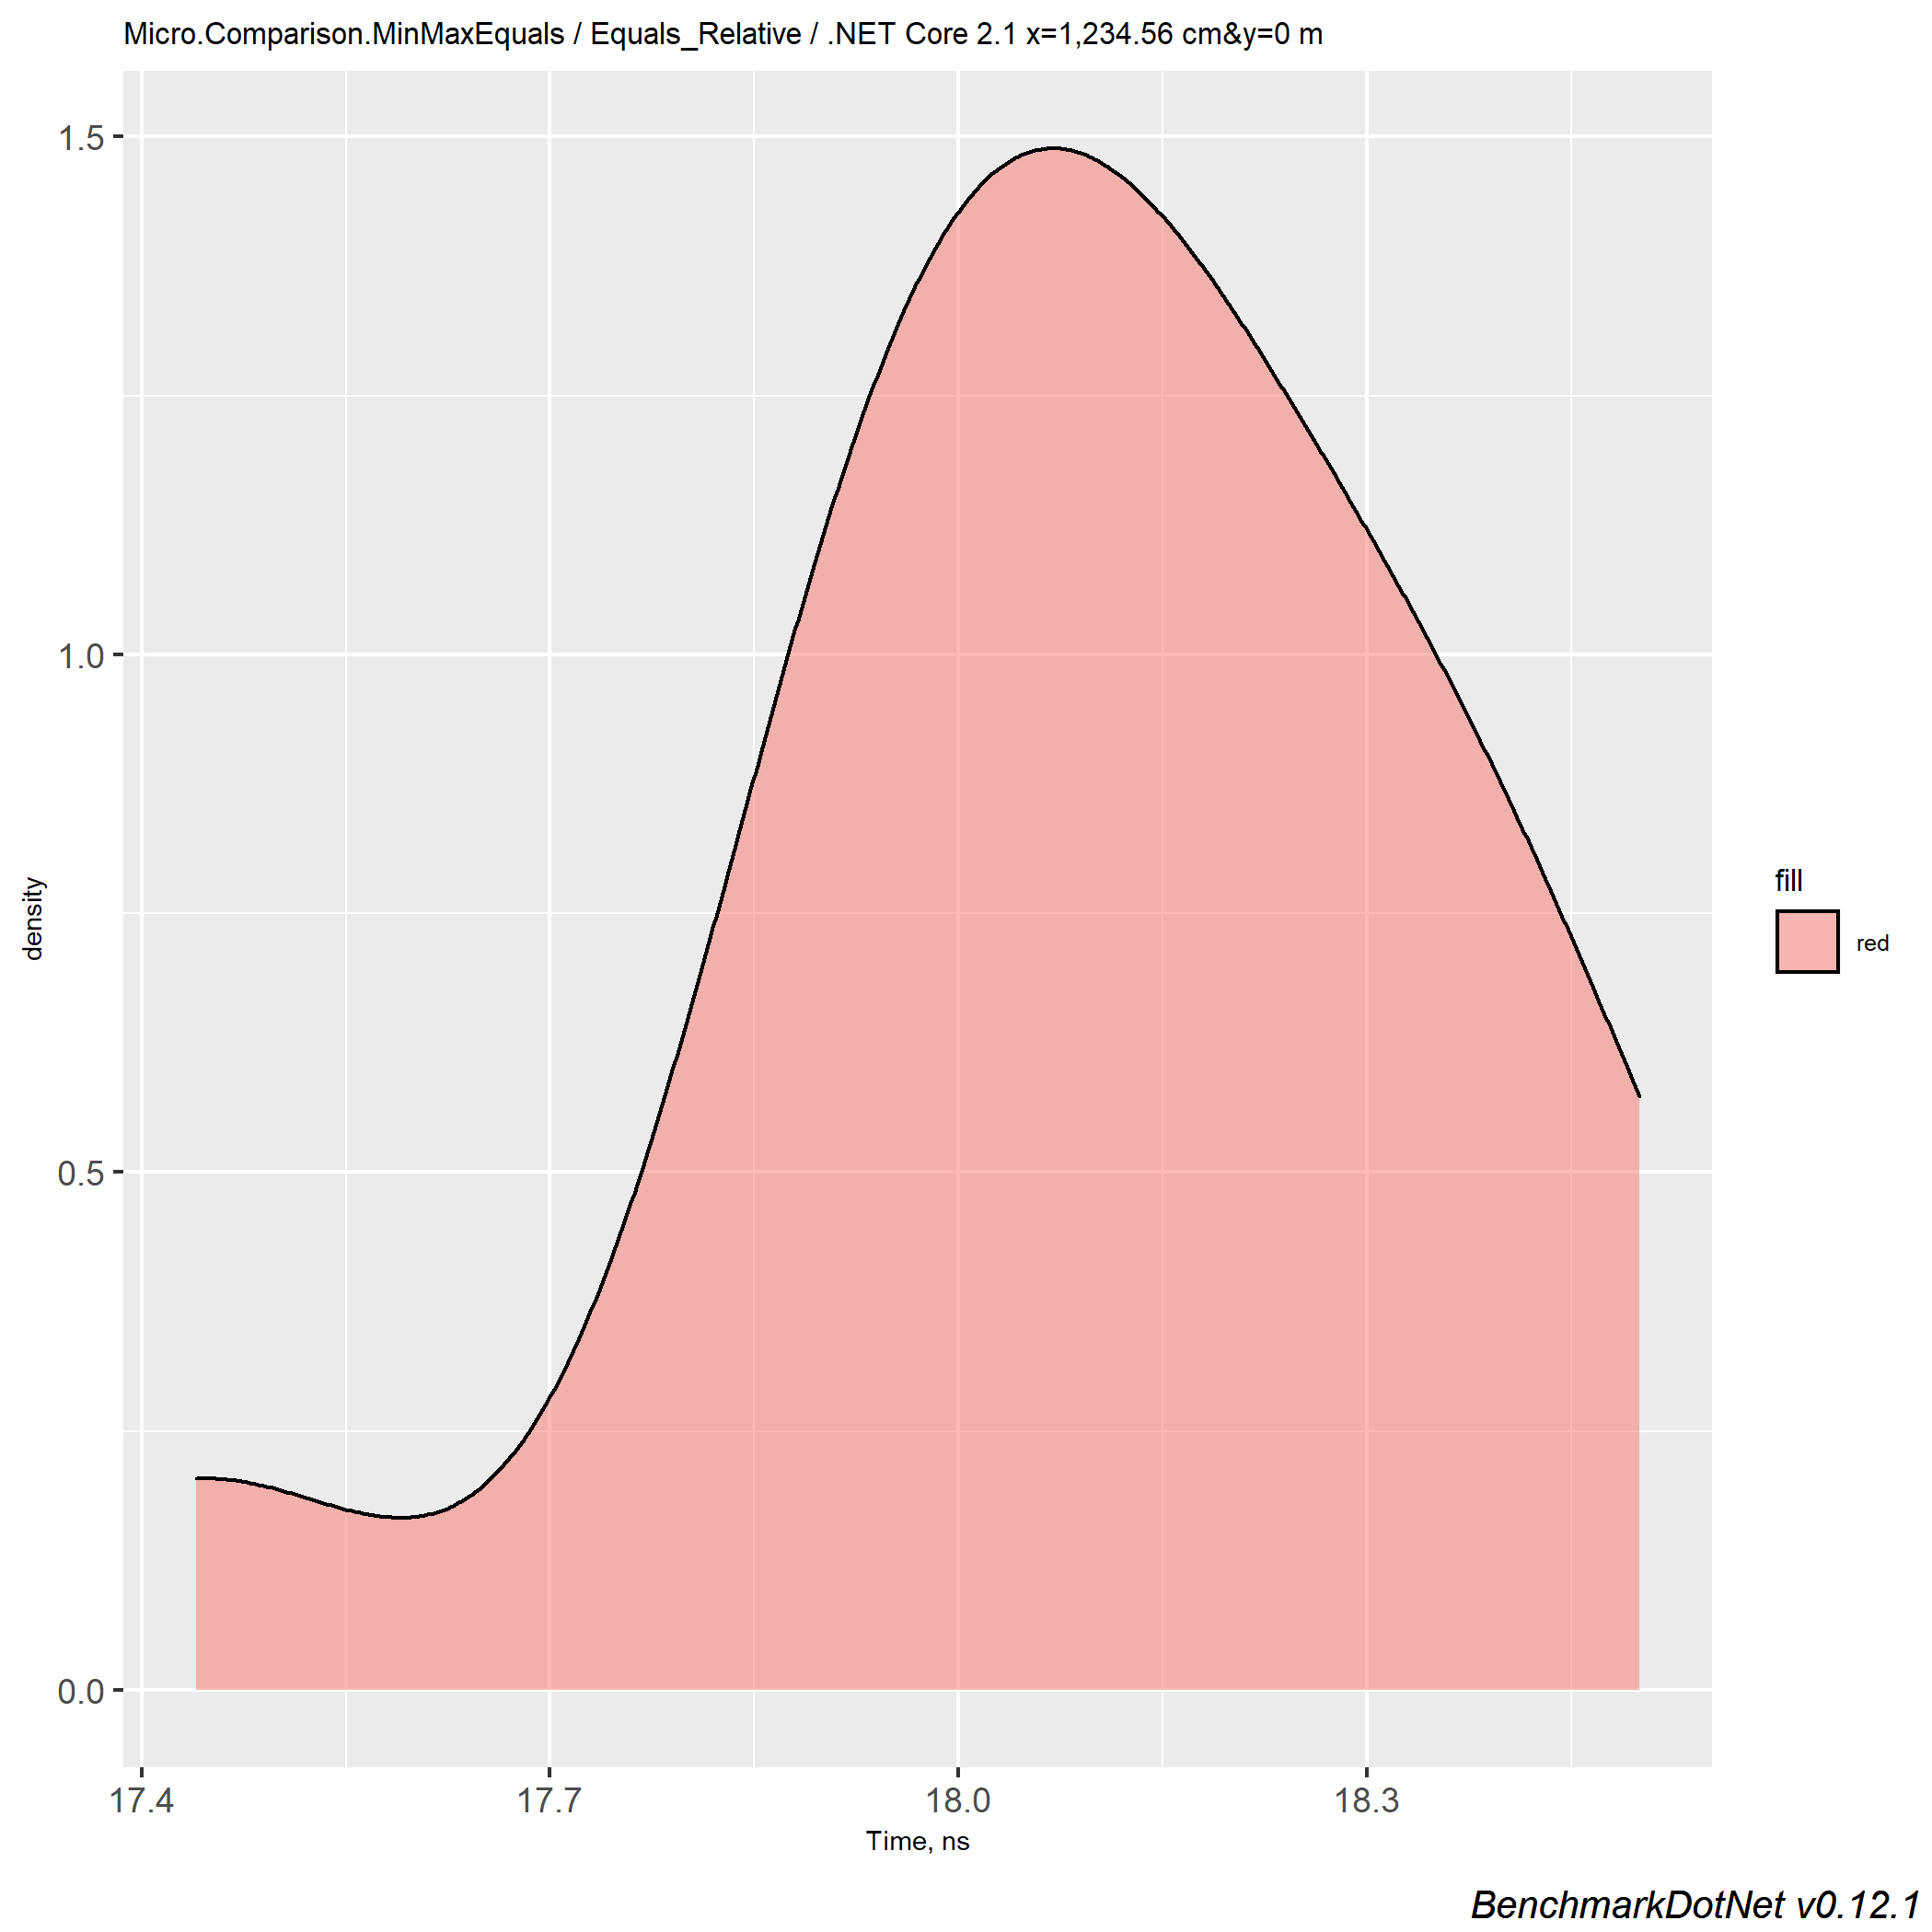 Micro.Comparison.MinMaxEquals / Equals_Relative / .NET Core 2.1 x=1,234.56 cm&y=0 m
1.5
1.0
0.5
0.0
density
17.4 17.7 18.0 18.3
Time, ns
fill
red
BenchmarkDotNet v0.12.1